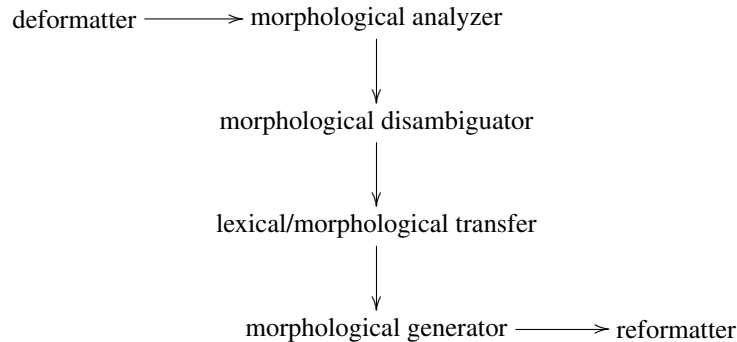 deformatter
morphological analyzer
morphological disambiguator
lexical/morphological transfer
morphological generator
reformatter